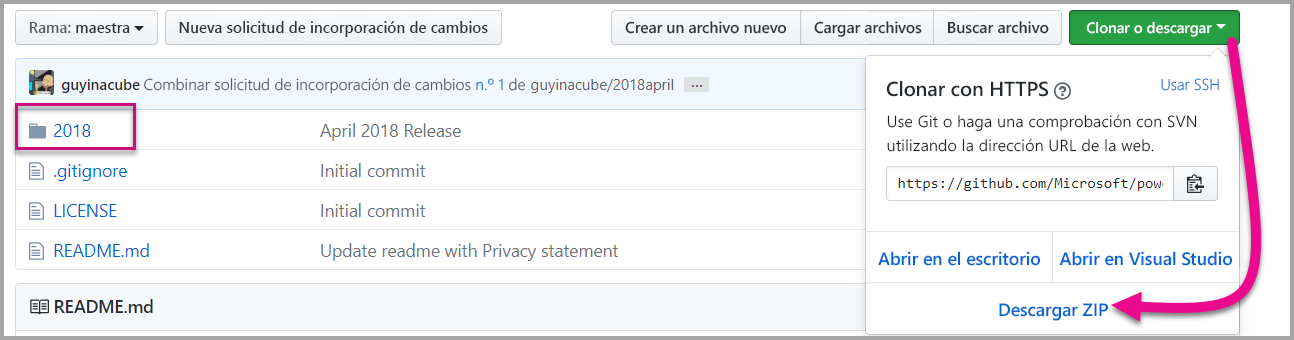 Rama: maestra
Nueva solicitud de incorporación de cambios
Crear un archivo nuevo
Cargar archivos
Buscar archivo
Clonar o descargar
guyinacube Combinar solicitud de incorporación de cambios n.º 1 de guyinacube/2018april ...
2018 April 2018 Release
.gitignore Initial commit
LICENSE Initial commit
README.md Update readme with Privacy statement
README.md
Clonar con HTTPS ?
Usar SSH
Use Git o haga una comprobación con SVN
utilizando la dirección URL de la web.
https://github.com/Microsoft/pow
Abrir en el escritorio
Abrir en Visual Studio
Descargar ZIP